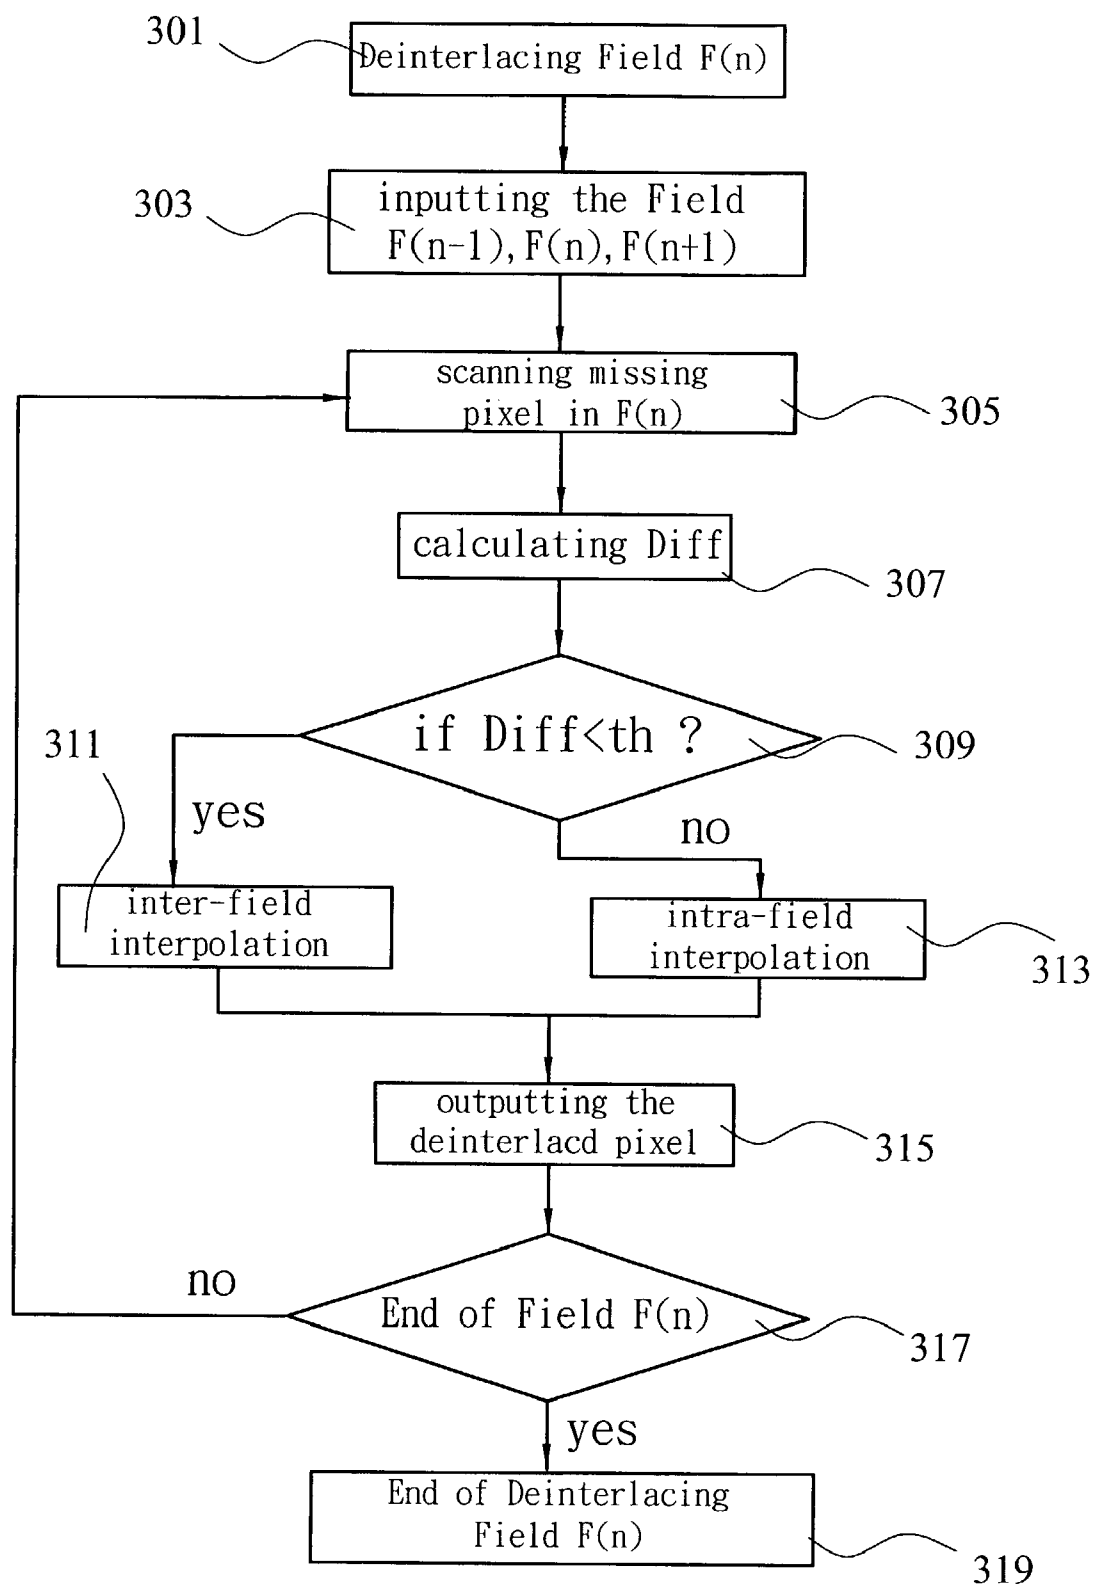 301
Deinterlacing Field F(n)
303
inputting the Field
F(n-1), F(n), F(n+1)
scanning missing
pixel in F(n)
305
calculating Diff
307
if Diff<th ?
309
311
yes
no
inter-field
interpolation
intra-field
interpolation
313
outputting the
deinterlacd pixel
315
no
End of Field F(n)
317
yes
End of Deinterlacing
Field F(n)
319